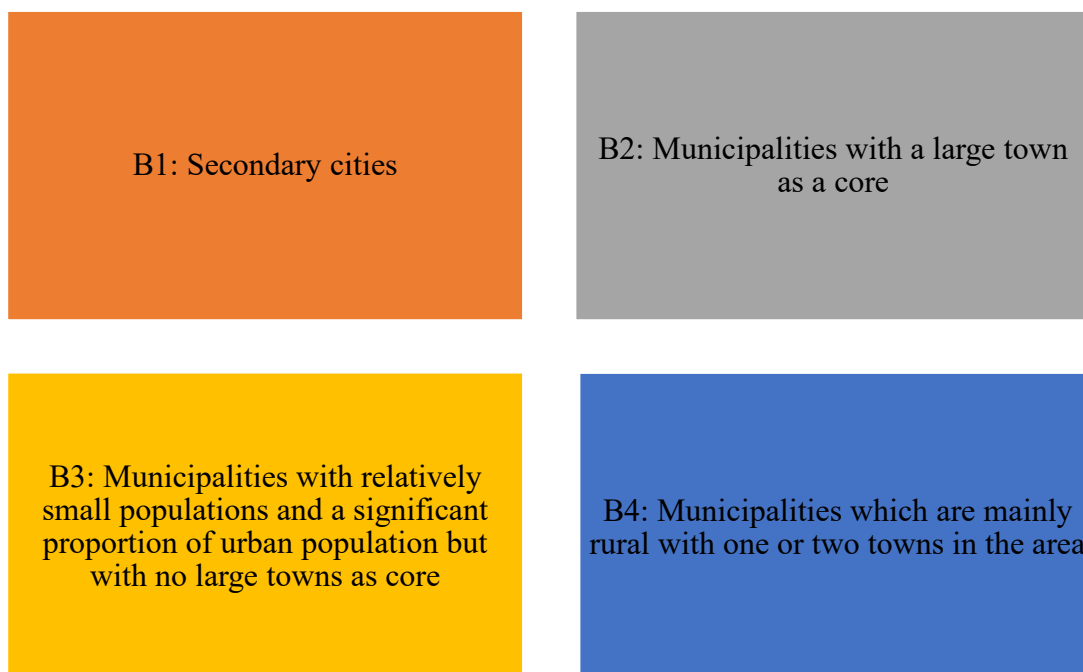 B1: Secondary cities
B2: Municipalities with a large town
as a core
B3: Municipalities with relatively
small populations and a significant
proportion of urban population but
with no large towns as core
B4: Municipalities which are mainly
rural with one or two towns in the area